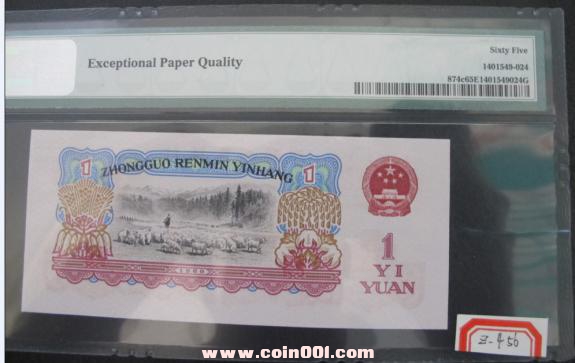 Sixty Five
Exceptional Paper Quality
1401549-024
874c65E1401549024G
ZHONGGUO RENMIN YINHANG
1 1
1
YI
YUAN
1960
www.coin001.com